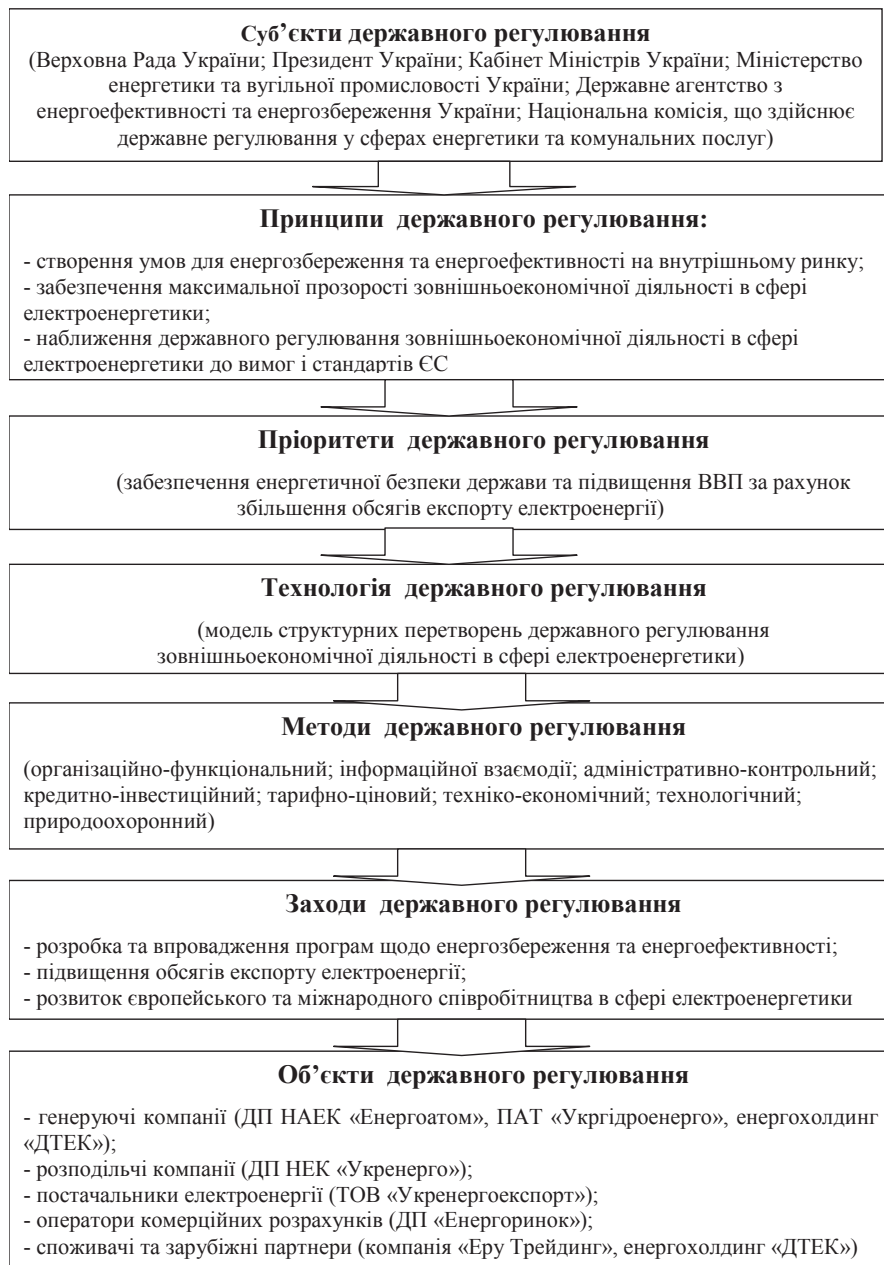 Суб’єкти державного регулювання
(Верховна Рада України; Президент України; Кабінет Міністрів України; Міністерство
енергетики та вугільної промисловості України; Державне агентство з
енергоефективності та енергозбереження України; Національна комісія, що здійснює
державне регулювання у сферах енергетики та комунальних послуг)
Принципи державного регулювання:
- створення умов для енергозбереження та енергоефективності на внутрішньому ринку;
- забезпечення максимальної прозорості зовнішньоекономічної діяльності в сфері
електроенергетики;
- наближення державного регулювання зовнішньоекономічної діяльності в сфері
електроенергетики до вимог і стандартів ЄС
Пріоритети державного регулювання
(забезпечення енергетичної безпеки держави та підвищення ВВП за рахунок
збільшення обсягів експорту електроенергії)
Технологія державного регулювання
(модель структурних перетворень державного регулювання
зовнішньоекономічної діяльності в сфері електроенергетики)
Методи державного регулювання
(організаційно-функціональний; інформаційної взаємодії; адміністративно-контрольний;
кредитно-інвестиційний; тарифно-ціновий; техніко-економічний; технологічний;
природоохоронний)
Заходи державного регулювання
- розробка та впровадження програм щодо енергозбереження та енергоефективності;
- підвищення обсягів експорту електроенергії;
- розвиток європейського та міжнародного співробітництва в сфері електроенергетики
Об’єкти державного регулювання
- генеруючі компанії (ДП НАЕК «Енергоатом», ПАТ «Укргідроенерго», енергохолдинг
«ДТЕК»);
- розподільчі компанії (ДП НЕК «Укренерго»);
- постачальники електроенергії (ТОВ «Укренергоекспорт»);
- оператори комерційних розрахунків (ДП «Енергоринок»);
- споживачі та зарубіжні партнери (компанія «Еру Трейдинг», енергохолдинг «ДТЕК»)